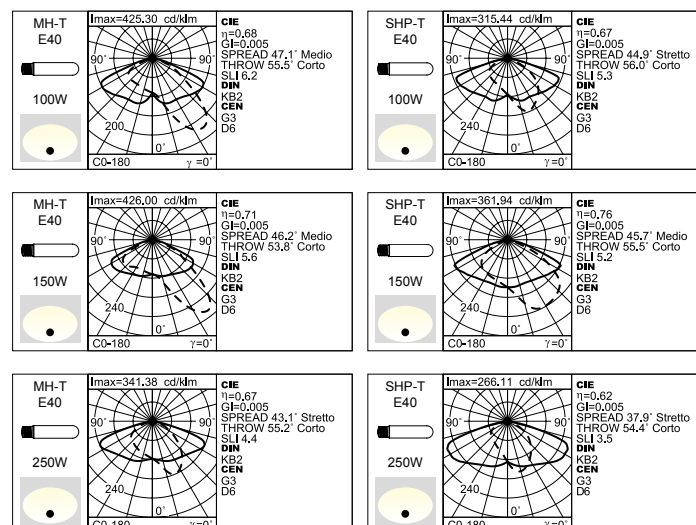 MH-T
E40
100W
Imax=425.30 cd/klm
90° 90°
200
0°
C0-180 γ=0°
CIE
η=0.68
GI=0.005
SPREAD 47.1° Medio
THROW 55.5° Corto
SLI 6.2
DIN
KB2
CEN
G3
D6
SHP-T
E40
100W
Imax=315.44 cd/klm
90° 90°
240
0°
C0-180 γ=0°
CIE
η=0.67
GI=0.005
SPREAD 44.9° Stretto
THROW 56.0° Corto
SLI 5.3
DIN
KB2
CEN
G3
D6
MH-T
E40
150W
Imax=426.00 cd/klm
90° 90°
240
0°
C0-180 γ=0°
CIE
η=0.71
GI=0.005
SPREAD 46.2° Medio
THROW 53.8° Corto
SLI 5.6
DIN
KB2
CEN
G3
D6
SHP-T
E40
150W
Imax=361.94 cd/klm
90° 90°
240
0°
C0-180 γ=0°
CIE
η=0.76
GI=0.005
SPREAD 45.7° Medio
THROW 55.5° Corto
SLI 5.2
DIN
KB2
CEN
G3
D6
MH-T
E40
250W
Imax=341.38 cd/klm
90° 90°
240
0°
C0-180 γ=0°
CIE
η=0.67
GI=0.005
SPREAD 43.1° Stretto
THROW 55.2° Corto
SLI 4.4
DIN
KB2
CEN
G3
D6
SHP-T
E40
250W
Imax=266.11 cd/klm
90° 90°
240
0°
C0-180 γ=0°
CIE
η=0.62
GI=0.005
SPREAD 37.9° Stretto
THROW 54.4° Corto
SLI 3.5
DIN
KB2
CEN
G3
D6